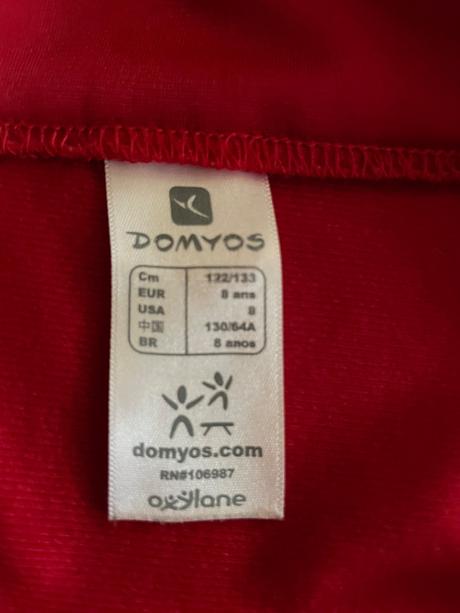 DOMYOS
Cm 122/133
EUR 8 ans
USA 8
中国 130/64A
BR 8 anos
domyos.com
RN#106987
oxylane